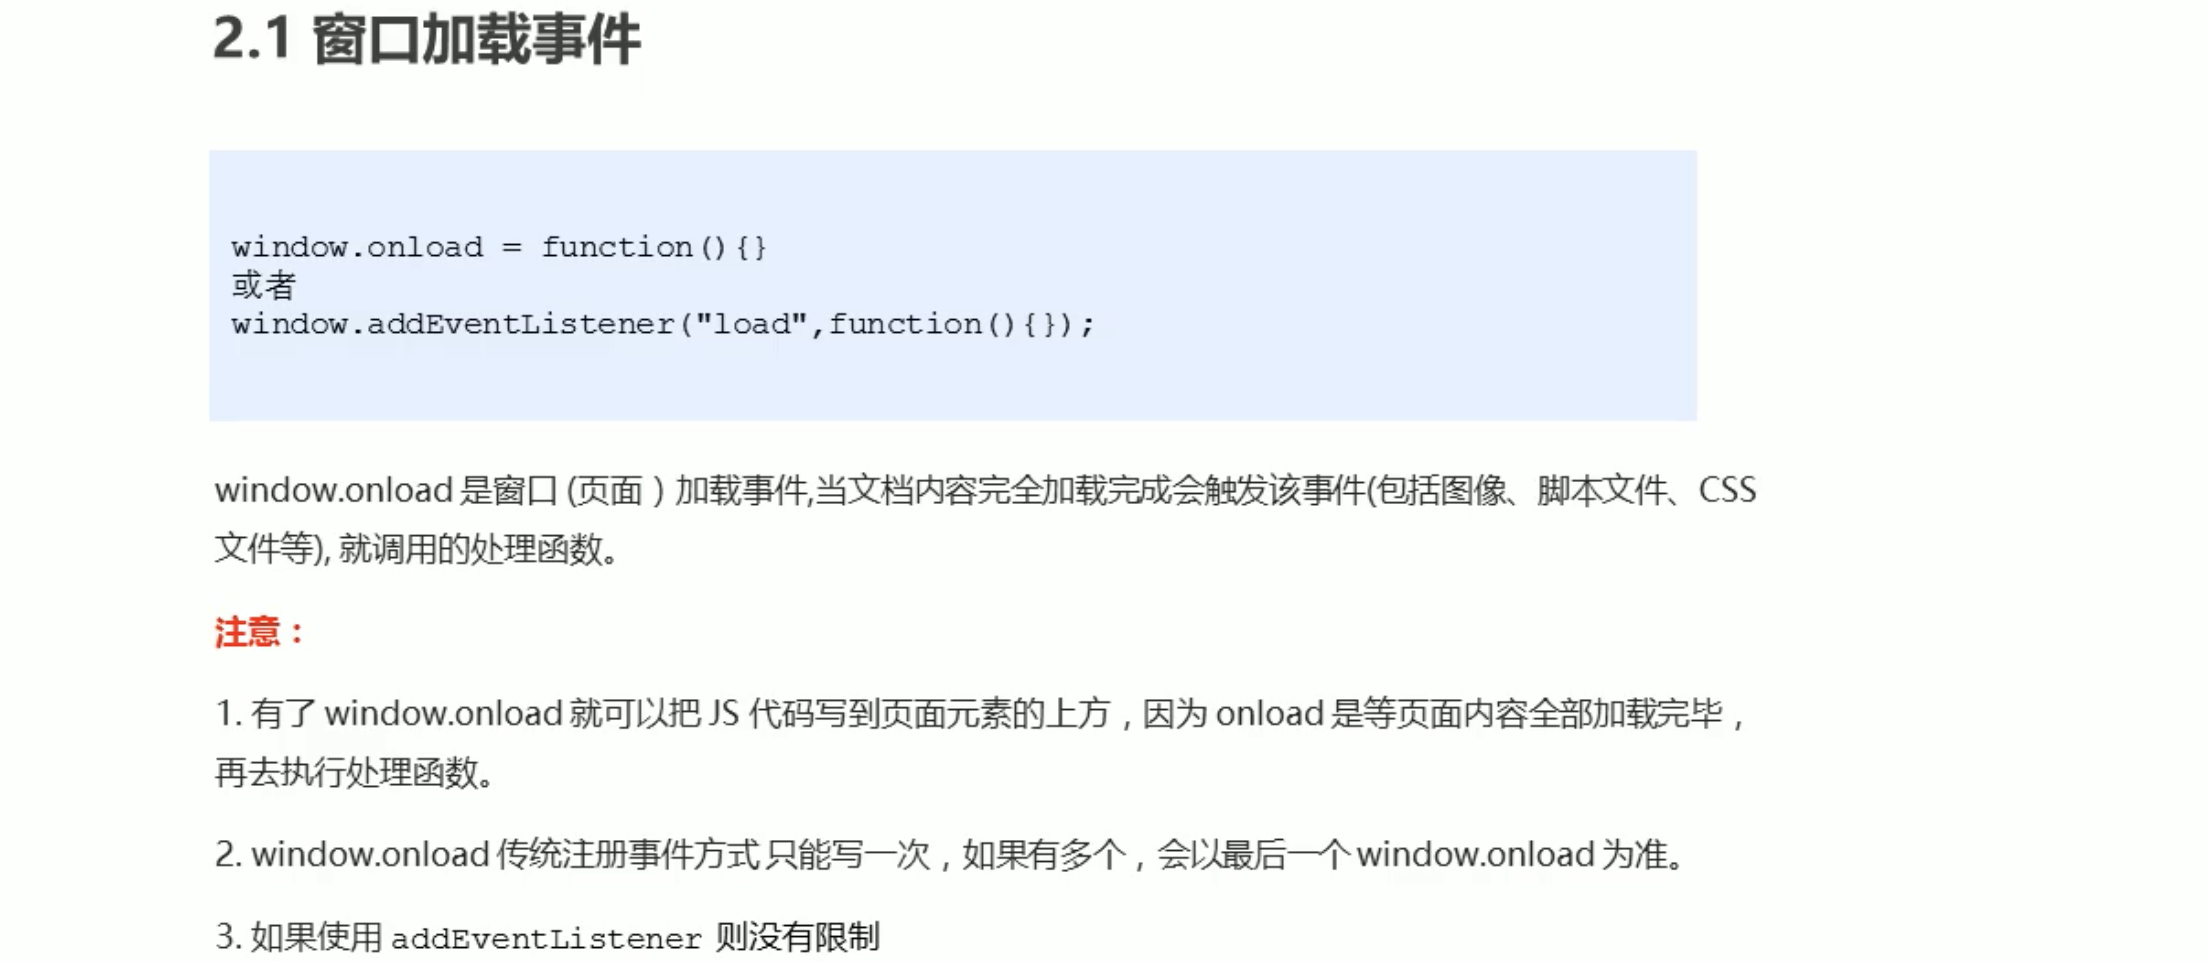 2.1 窗口加载事件
window.onload = function(){}
或者
window.addEventListener("load",function(){});
window.onload 是窗口 (页面）加载事件,当文档内容完全加载完成会触发该事件(包括图像、脚本文件、CSS
文件等), 就调用的处理函数。
注意：
1. 有了 window.onload 就可以把 JS 代码写到页面元素的上方，因为 onload 是等页面内容全部加载完毕，
再去执行处理函数。
2. window.onload 传统注册事件方式 只能写一次，如果有多个，会以最后一个 window.onload 为准。
3. 如果使用 addEventListener 则没有限制